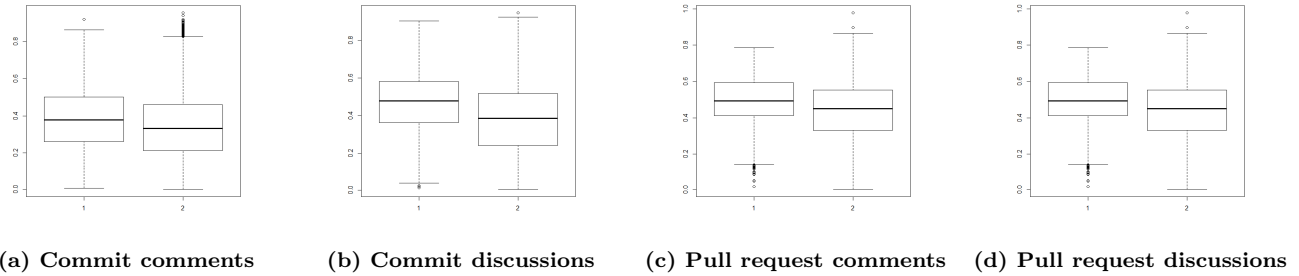 0.0 0.2 0.4 0.6 0.8
1 2
0.0 0.2 0.4 0.6 0.8
1 2
0.0 0.2 0.4 0.6 0.8 1.0
1 2
0.0 0.2 0.4 0.6 0.8 1.0
1 2
a) Commit comments
(b) Commit discussions
(c) Pull request comments
(d) Pull request discussions